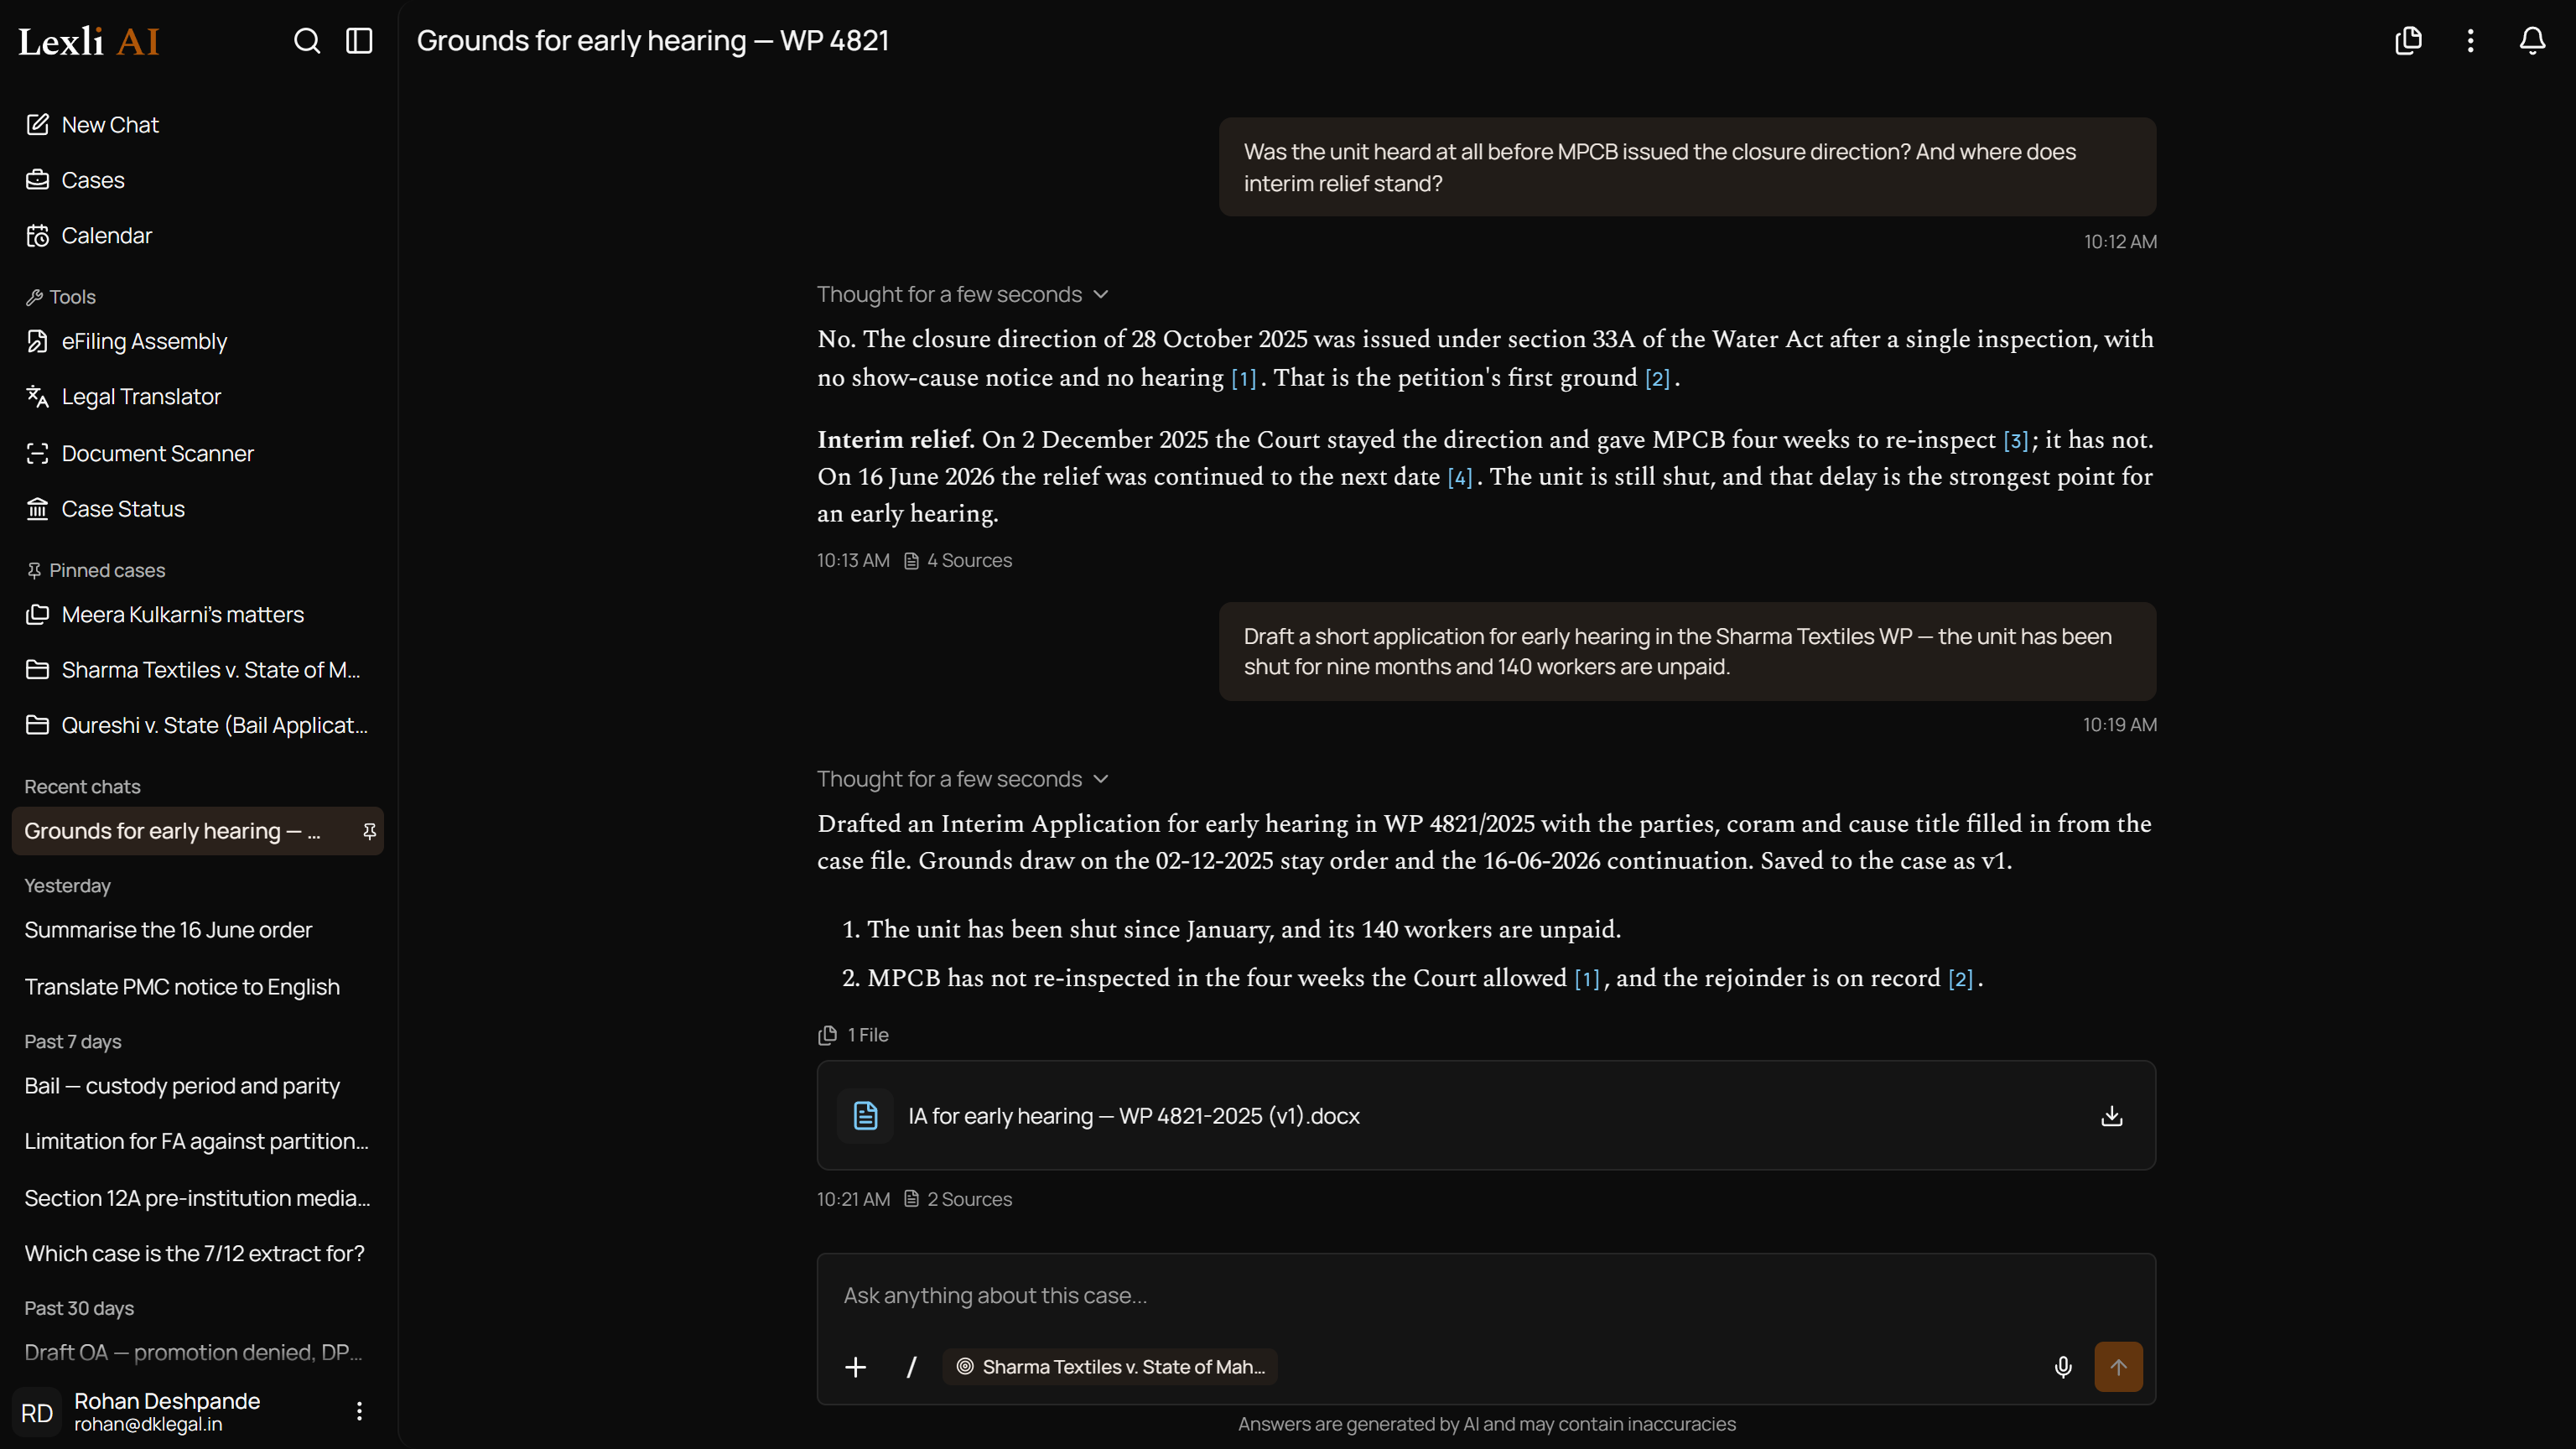 Lexli AI
New Chat
Cases
Calendar
Tools
eFiling Assembly
Legal Translator
Document Scanner
Case Status
Pinned cases
Meera Kulkarni's matters
Sharma Textiles v. State of M...
Qureshi v. State (Bail Applicat...
Recent chats
Grounds for early hearing — ...
Yesterday
Summarise the 16 June order
Translate PMC notice to English
Past 7 days
Bail — custody period and parity
Limitation for FA against partition...
Section 12A pre-institution media...
Which case is the 7/12 extract for?
Past 30 days
Draft OA — promotion denied, DP...
RD
Rohan Deshpande
rohan@dklegal.in
Grounds for early hearing — WP 4821
Was the unit heard at all before MPCB issued the closure direction? And where does
interim relief stand?
10:12 AM
Thought for a few seconds
No. The closure direction of 28 October 2025 was issued under section 33A of the Water Act after a single inspection, with
no show-cause notice and no hearing [1]. That is the petition's first ground [2].
Interim relief. On 2 December 2025 the Court stayed the direction and gave MPCB four weeks to re-inspect [3]; it has not.
On 16 June 2026 the relief was continued to the next date [4]. The unit is still shut, and that delay is the strongest point for
an early hearing.
10:13 AM 4 Sources
Draft a short application for early hearing in the Sharma Textiles WP — the unit has been
shut for nine months and 140 workers are unpaid.
10:19 AM
Thought for a few seconds
Drafted an Interim Application for early hearing in WP 4821/2025 with the parties, coram and cause title filled in from the
case file. Grounds draw on the 02-12-2025 stay order and the 16-06-2026 continuation. Saved to the case as v1.
1. The unit has been shut since January, and its 140 workers are unpaid.
2. MPCB has not re-inspected in the four weeks the Court allowed [1], and the rejoinder is on record [2].
1 File
IA for early hearing — WP 4821-2025 (v1).docx
10:21 AM 2 Sources
Ask anything about this case...
/
Sharma Textiles v. State of Mah...
Answers are generated by AI and may contain inaccuracies